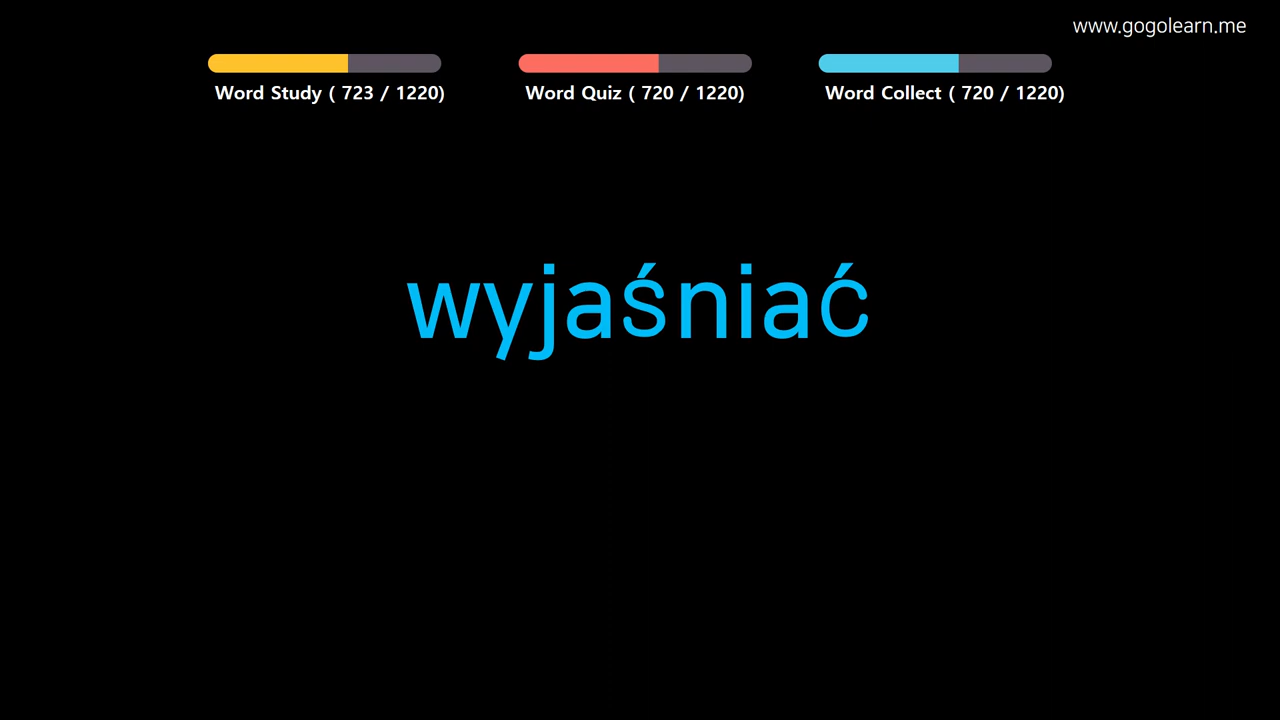 www.gogolearn.me
Word Study ( 723 / 1220)
Word Quiz ( 720 / 1220)
Word Collect ( 720 / 1220)
wyjaśniać